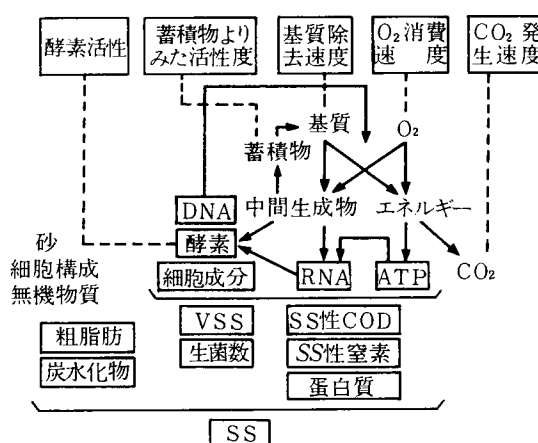 酵素活性
蓄積物より
みた活性度
基質除
去速度
O₂消費
速度
CO₂発
生速度
基質
O₂
蓄積物
DNA
中間生成物
エネルギー
酵素
砂
細胞構成
無機物質
細胞成分
RNA
ATP
CO₂
VSS
SS性COD
粗脂肪
生菌数
SS性窒素
炭水化物
蛋白質
SS